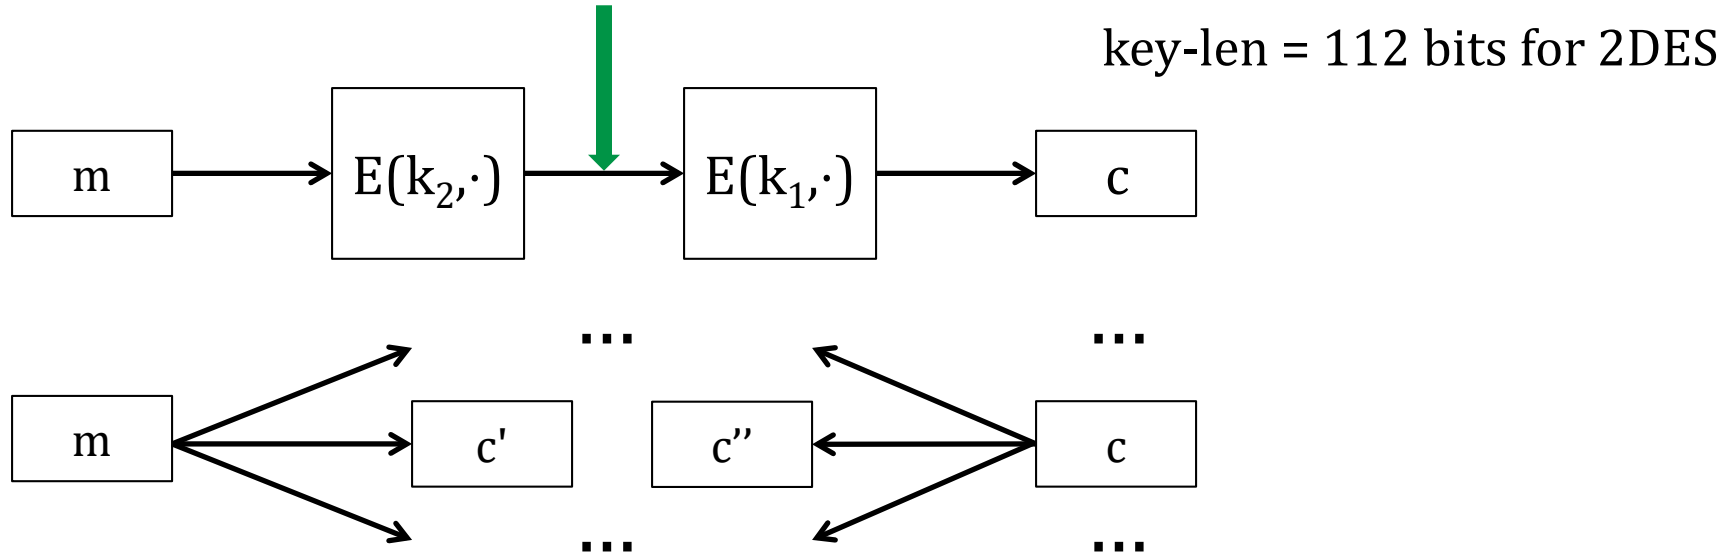 key-len = 112 bits for 2DES
m E(k₂,·) E(k₁,·) c
... ...
m c' c’’ c
... ...